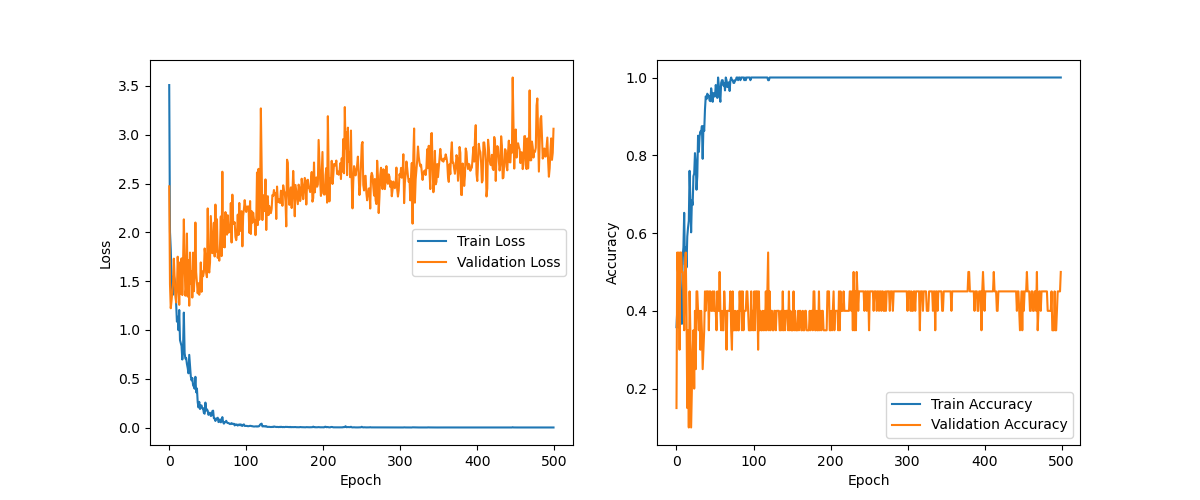 3.5
3.0
2.5
2.0
1.5
1.0
0.5
0.0
Loss
0 100 200 300 400 500
Epoch
Train Loss
Validation Loss
1.0
0.8
0.6
0.4
0.2
Accuracy
0 100 200 300 400 500
Epoch
Train Accuracy
Validation Accuracy